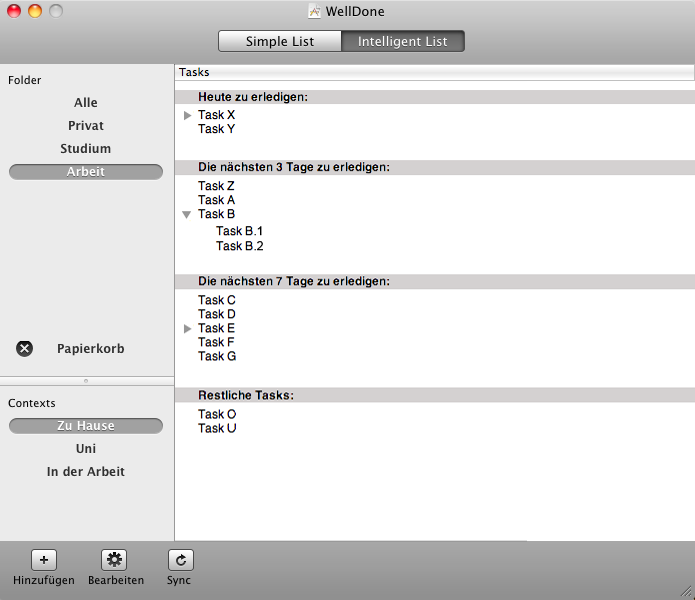 WellDone
Simple List
Intelligent List
Folder
Alle
Privat
Studium
Arbeit
Papierkorb
Contexts
Zu Hause
Uni
In der Arbeit
Tasks
Heute zu erledigen:
Task X
Task Y
Die nächsten 3 Tage zu erledigen:
Task Z
Task A
Task B
Task B.1
Task B.2
Die nächsten 7 Tage zu erledigen:
Task C
Task D
Task E
Task F
Task G
Restliche Tasks:
Task O
Task U
Hinzufügen
Bearbeiten
Sync